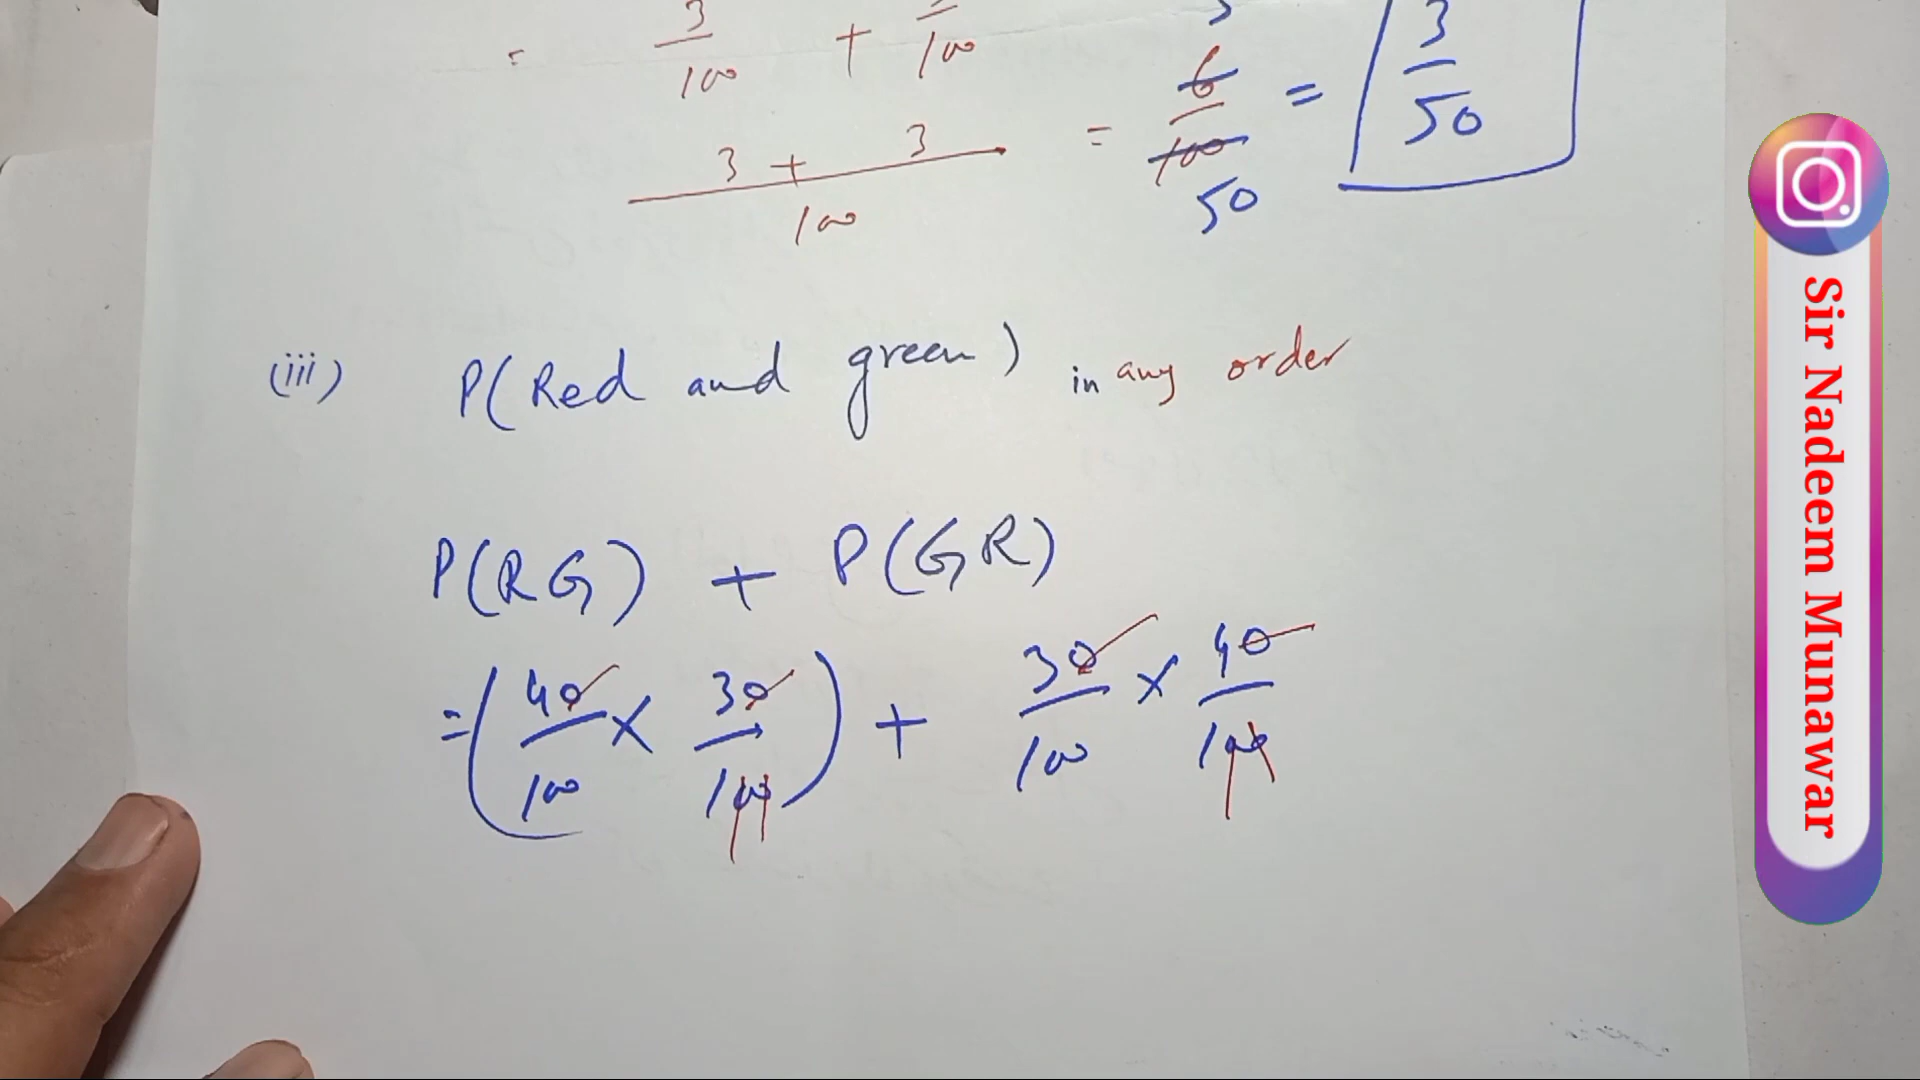 = 3/100 + /100
3 + 3 / 100 = 6/100 50 = 3/50
(iii) P(Red and green) in any order
P(RG) + P(GR)
= (40/100 × 30/100) + 30/100 × 40/100
Sir Nadeem Munawar